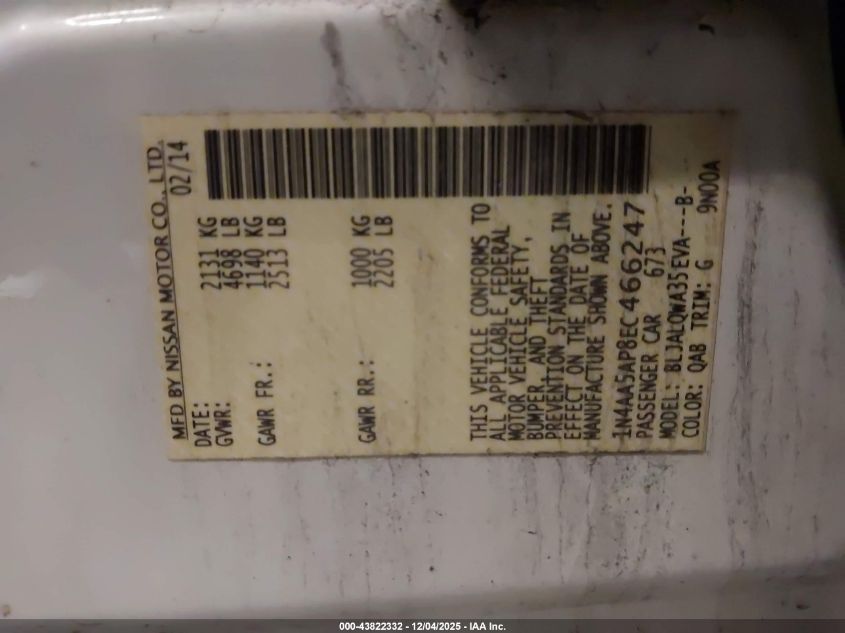 MFD BY NISSAN MOTOR CO., LTD.
DATE: 02/14
GVWR: 2131 KG
4698 LB
GAWR FR.: 1140 KG
2513 LB
GAWR RR.: 1000 KG
2205 LB
THIS VEHICLE CONFORMS TO
ALL APPLICABLE FEDERAL
MOTOR VEHICLE SAFETY,
BUMPER, AND THEFT
PREVENTION STANDARDS IN
EFFECT ON THE DATE OF
MANUFACTURE SHOWN ABOVE.
1N4AA5AP8EC466247
PASSENGER CAR 673
MODEL: BLJALQWA35EVA---B-
COLOR: QAB TRIM: G 9N00A
000-43822332 - 12/04/2025 - IAA Inc.